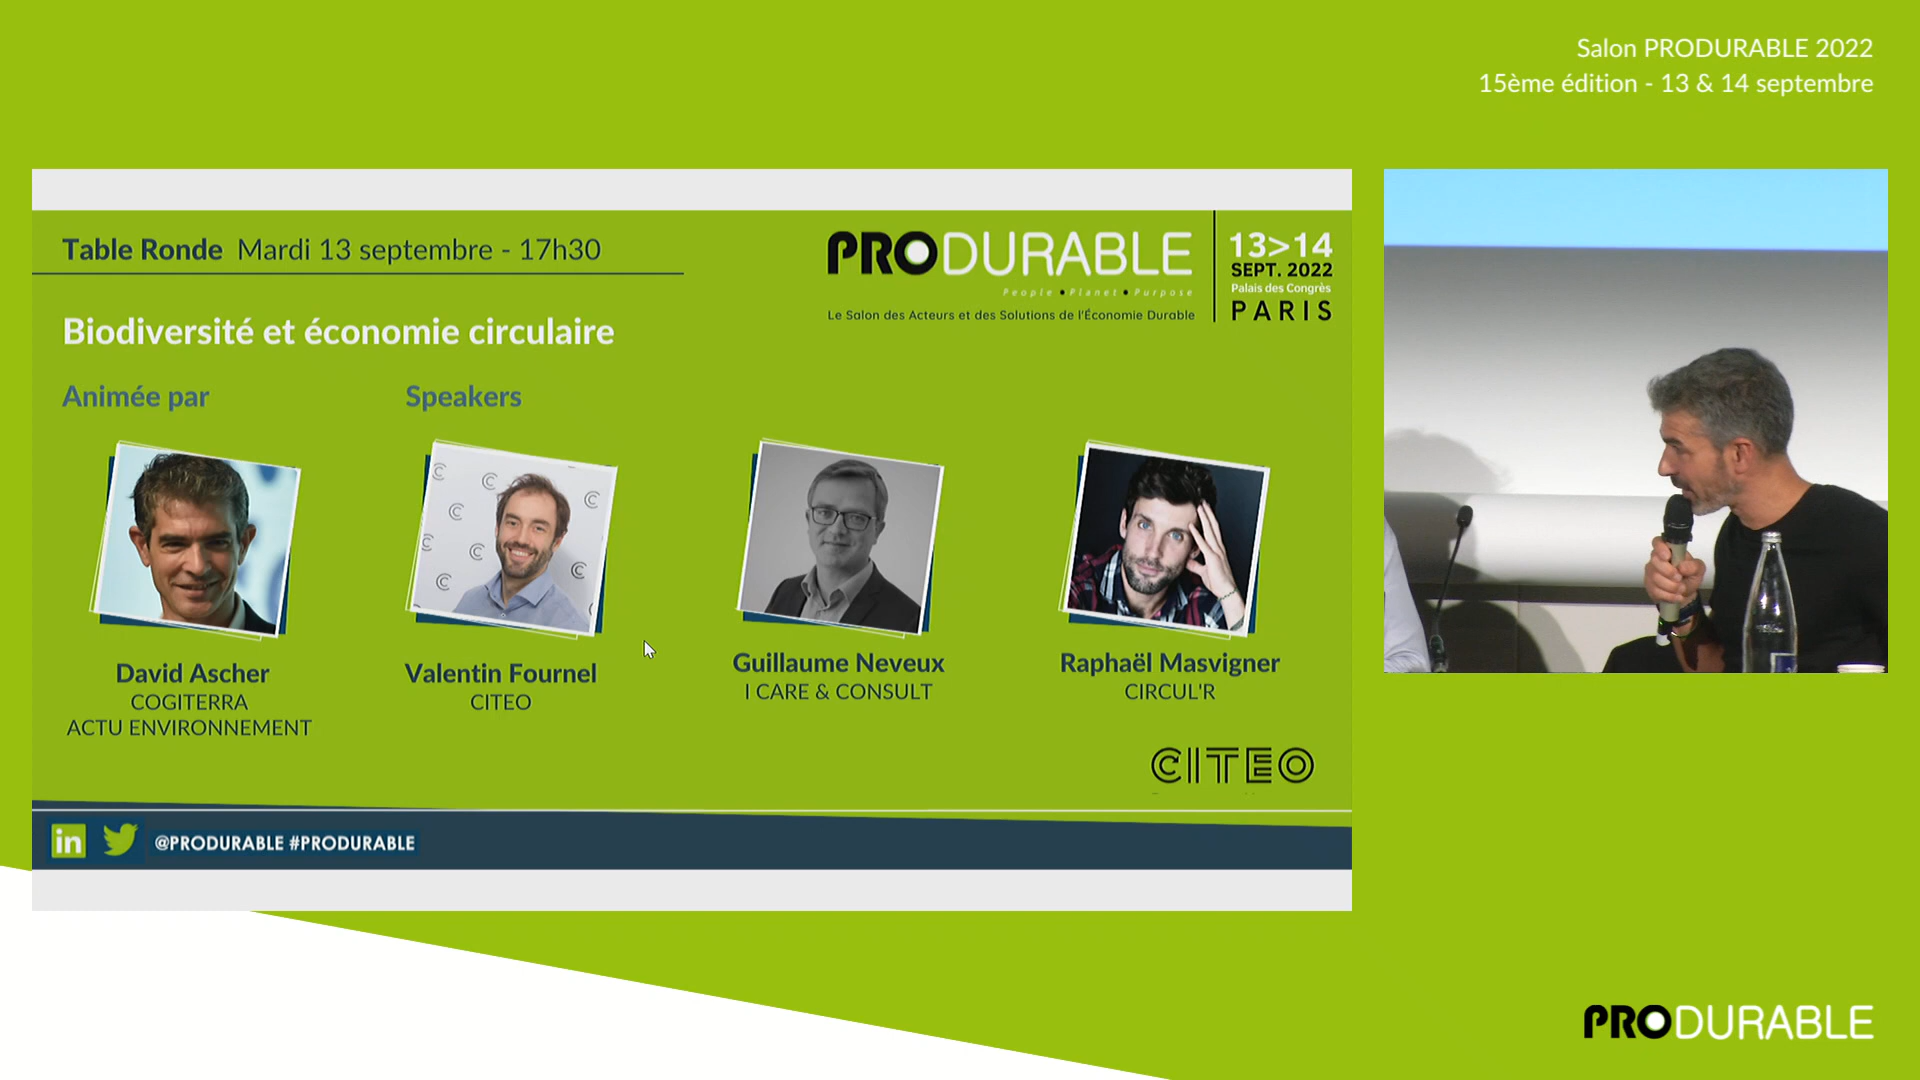 Salon PRODURABLE 2022
15ème édition - 13 & 14 septembre
Table Ronde Mardi 13 septembre - 17h30
PRODURABLE
People • Planet • Purpose
Le Salon des Acteurs et des Solutions de l'Économie Durable
13>14
SEPT. 2022
Palais des Congrès
PARIS
Biodiversité et économie circulaire
Animée par
Speakers
David Ascher
COGITERRA
ACTU ENVIRONNEMENT
Valentin Fournel
CITEO
Guillaume Neveux
I CARE & CONSULT
Raphaël Masvigner
CIRCUL'R
CITEO
in
@PRODURABLE #PRODURABLE
PRODURABLE